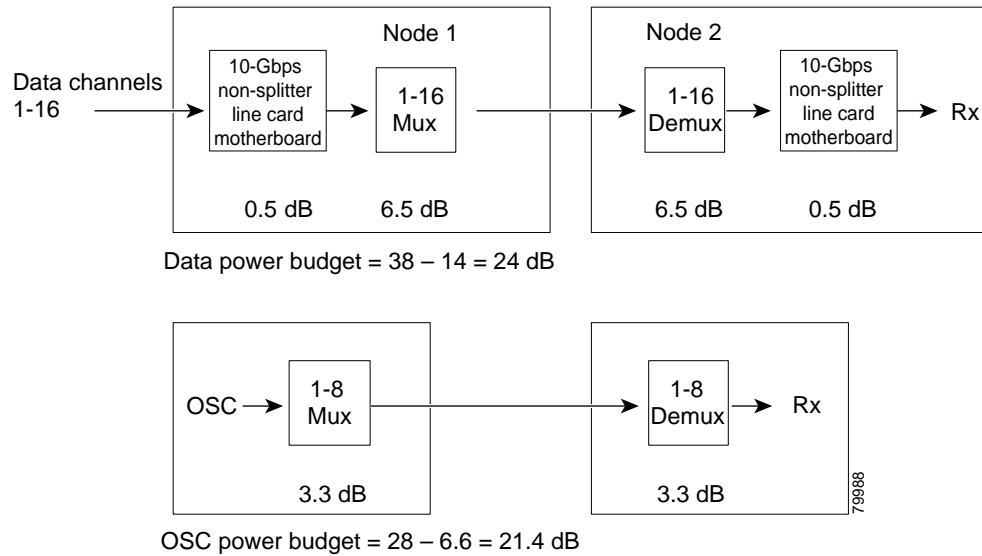 Node 1
Node 2
Data channels
1-16
10-Gbps
non-splitter
line card
motherboard
1-16
Mux
1-16
Demux
10-Gbps
non-splitter
line card
motherboard
Rx
0.5 dB
6.5 dB
6.5 dB
0.5 dB
Data power budget = 38 – 14 = 24 dB
OSC
1-8
Mux
1-8
Demux
Rx
3.3 dB
3.3 dB
79988
OSC power budget = 28 – 6.6 = 21.4 dB